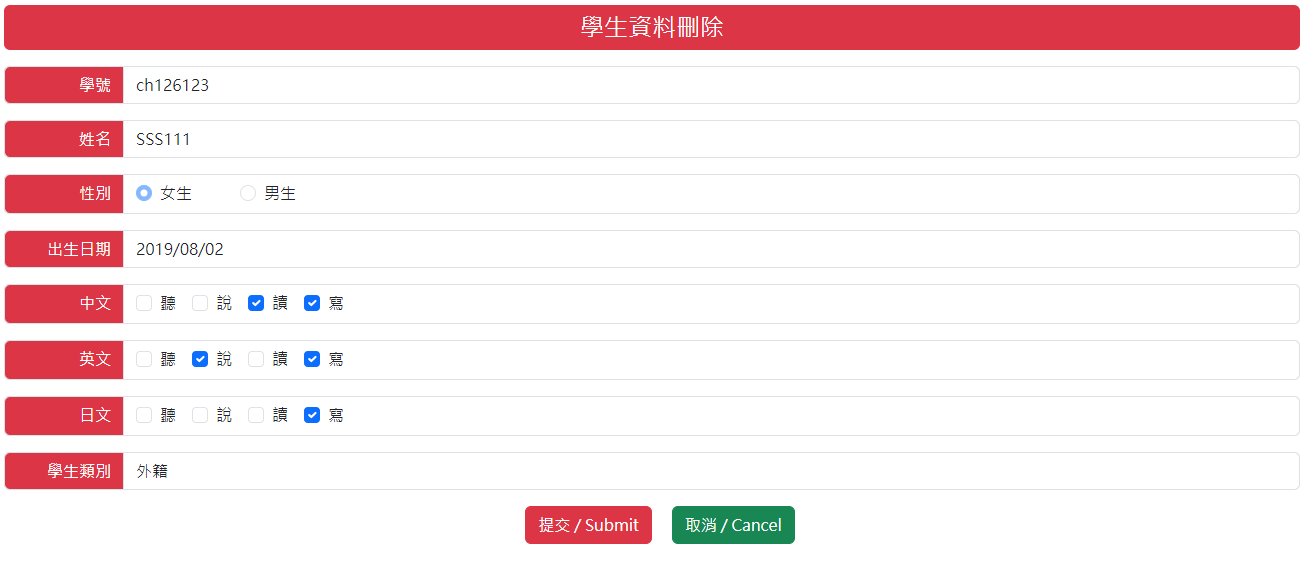 學生資料刪除
學號 ch126123
姓名 SSS111
性別 女生 男生
出生日期 2019/08/02
中文 聽 說 讀 寫
英文 聽 說 讀 寫
日文 聽 說 讀 寫
學生類別 外籍
提交 / Submit 取消 / Cancel